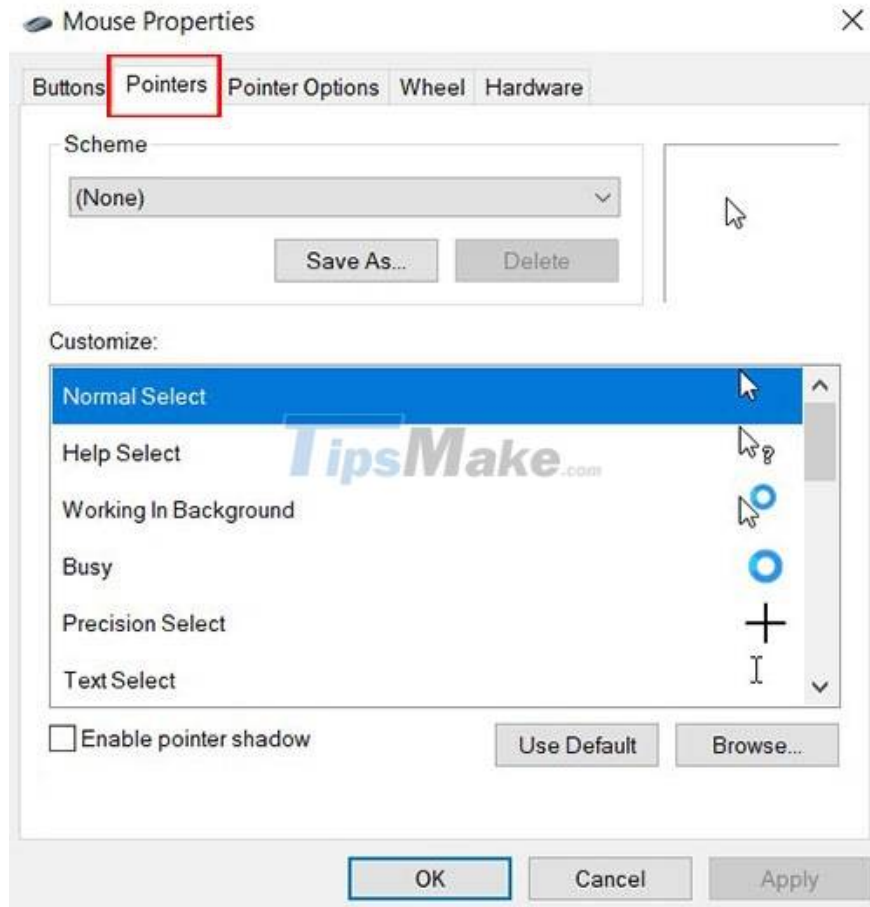 Mouse Properties
Buttons Pointers Pointer Options Wheel Hardware
Scheme
(None)
Save As... Delete
Customize:
Normal Select
Help Select
TipsMake.com
Working In Background
Busy
Precision Select
Text Select
Enable pointer shadow Use Default Browse...
OK Cancel Apply